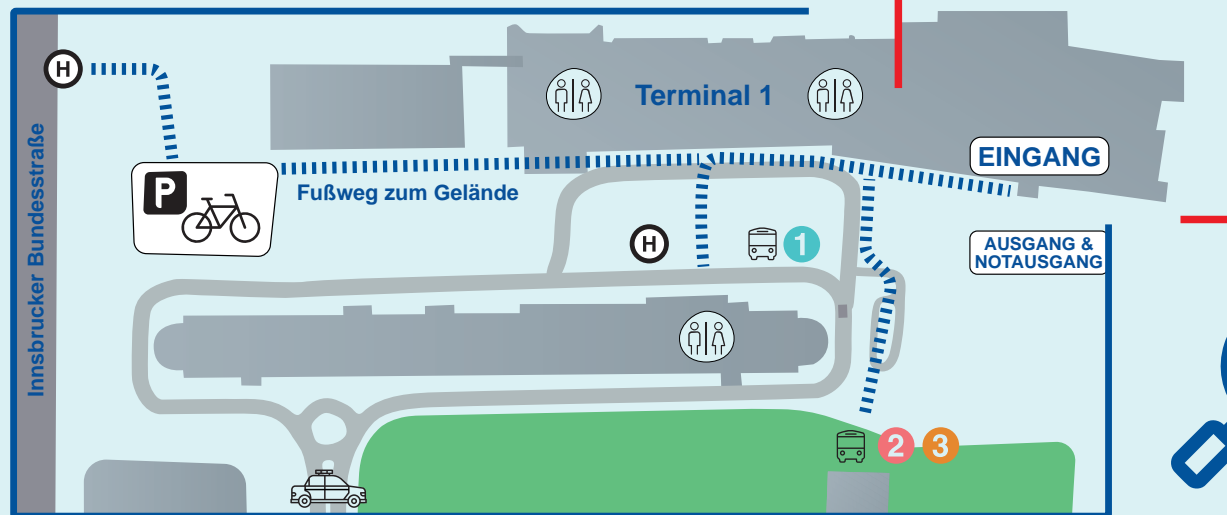 H
Terminal 1
EINGANG
P
Fußweg zum Gelände
Innsbrucker Bundesstraße
H
1
AUSGANG &
NOTAUSGANG
2 3